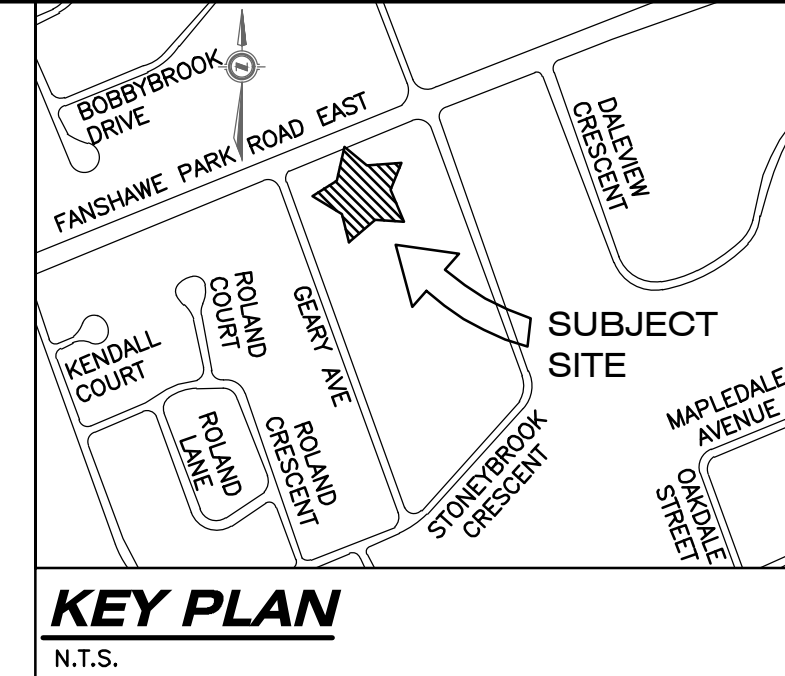 BOBBYBROOK
DRIVE
FANSHAWE PARK ROAD EAST
DALEVIEW
CRESCENT
ROLAND
COURT
GEARY AVE
KENDALL
COURT
SUBJECT
SITE
ROLAND
LANE
ROLAND
CRESCENT
STONEYBROOK
CRESCENT
MAPLEDALE
AVENUE
OAKDALE
STREET
KEY PLAN
N.T.S.